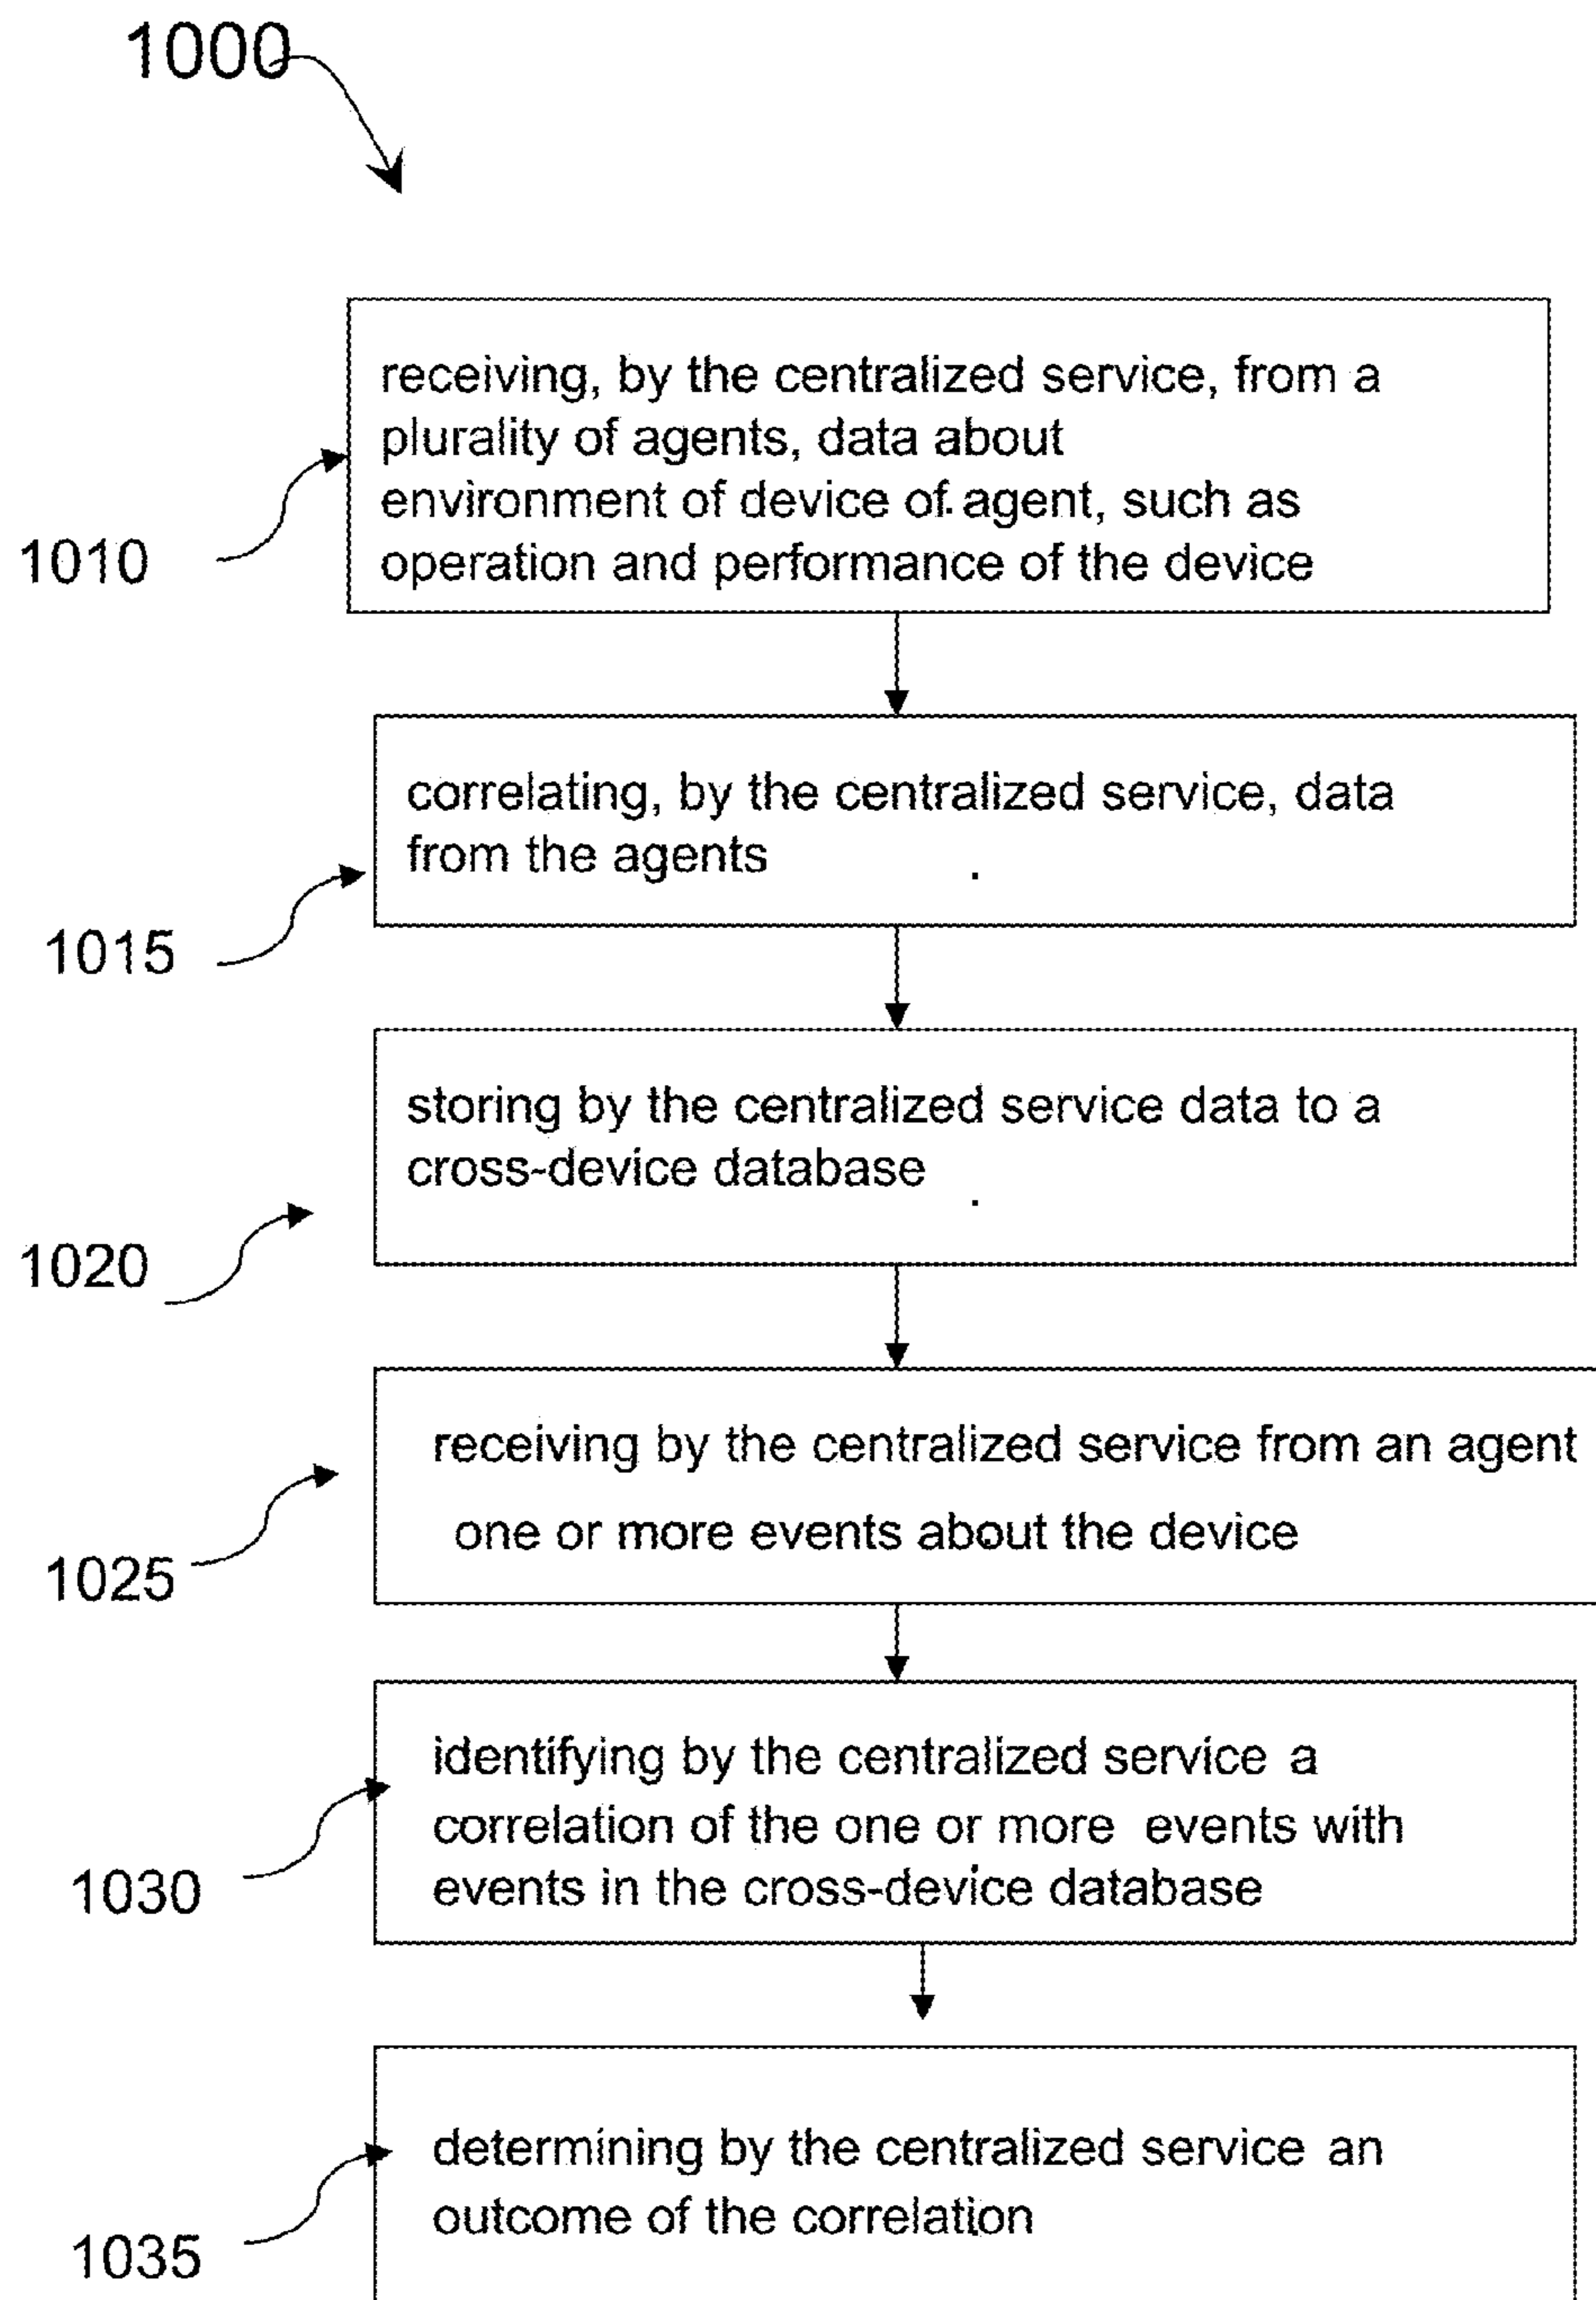 1000
receiving, by the centralized service, from a
plurality of agents, data about
environment of device of agent, such as
operation and performance of the device
1010
correlating, by the centralized service, data
from the agents
1015
storing by the centralized service data to a
cross-device database
1020
receiving by the centralized service from an agent
one or more events about the device
1025
identifying by the centralized service a
correlation of the one or more events with
events in the cross-device database
1030
determining by the centralized service an
outcome of the correlation
1035